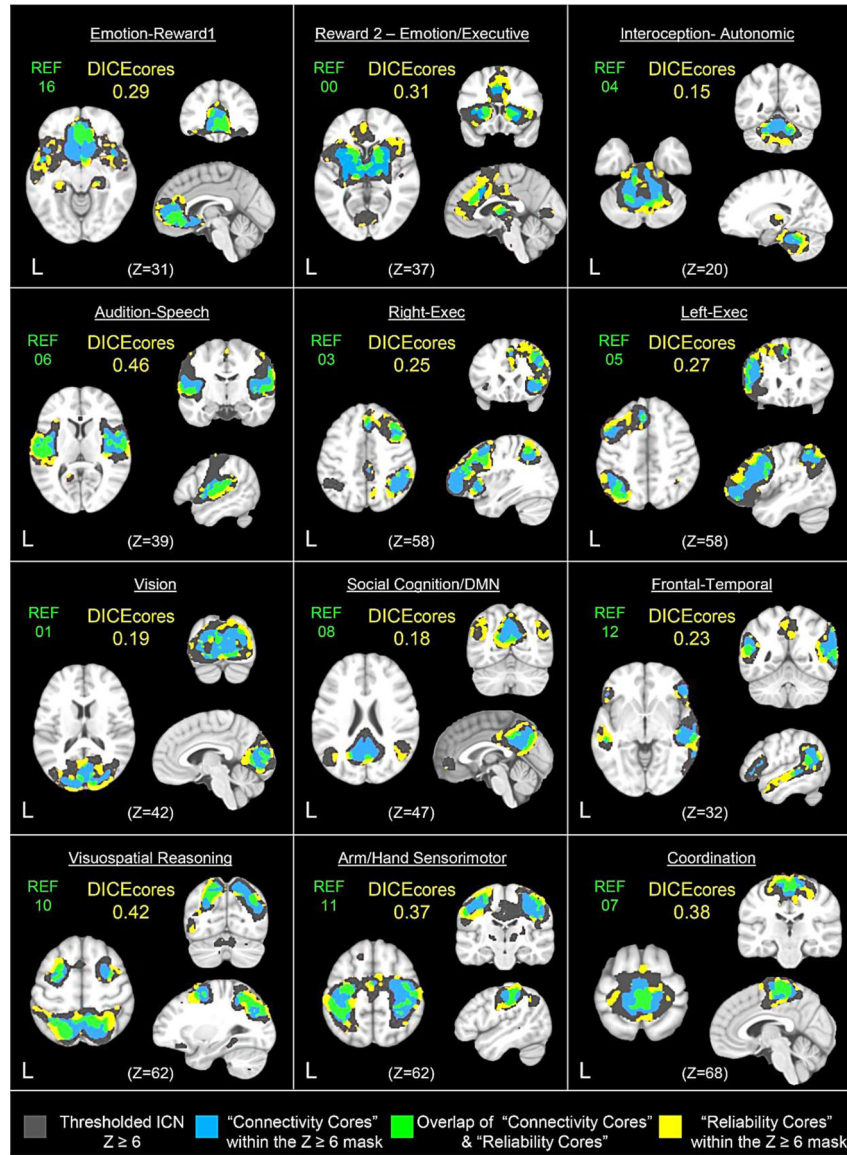 Emotion-Reward1
REF
16
DICEcores
0.29
L
(Z=31)
Reward 2 – Emotion/Executive
REF
00
DICEcores
0.31
(Z=37)
Interoception- Autonomic
REF
04
DICEcores
0.15
(Z=20)
Audition-Speech
REF
06
DICEcores
0.46
L
(Z=39)
Right-Exec
REF
03
DICEcores
0.25
(Z=58)
Left-Exec
REF
05
DICEcores
0.27
L
(Z=58)
Vision
REF
01
DICEcores
0.19
L
(Z=42)
Social Cognition/DMN
REF
08
DICEcores
0.18
(Z=47)
Frontal-Temporal
REF
12
DICEcores
0.23
L
(Z=32)
Visuospatial Reasoning
REF
10
DICEcores
0.42
L
(Z=62)
Arm/Hand Sensorimotor
REF
11
DICEcores
0.37
(Z=62)
Coordination
REF
07
DICEcores
0.38
L
(Z=68)
Thresholded ICN
Z ≥ 6
"Connectivity Cores"
within the Z ≥ 6 mask
Overlap of "Connectivity Cores"
& "Reliability Cores"
"Reliability Cores"
within the Z ≥ 6 mask